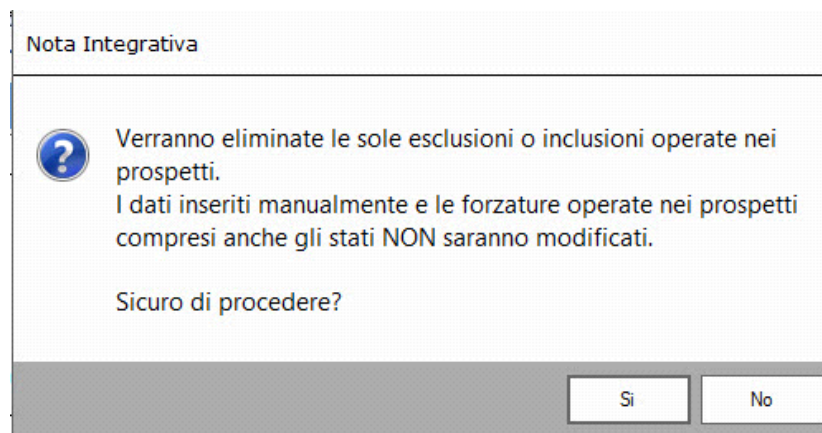 Nota Integrativa
Verranno eliminate le sole esclusioni o inclusioni operate nei
prospetti.
I dati inseriti manualmente e le forzature operate nei prospetti
compresi anche gli stati NON saranno modificati.
Sicuro di procedere?
Si
No